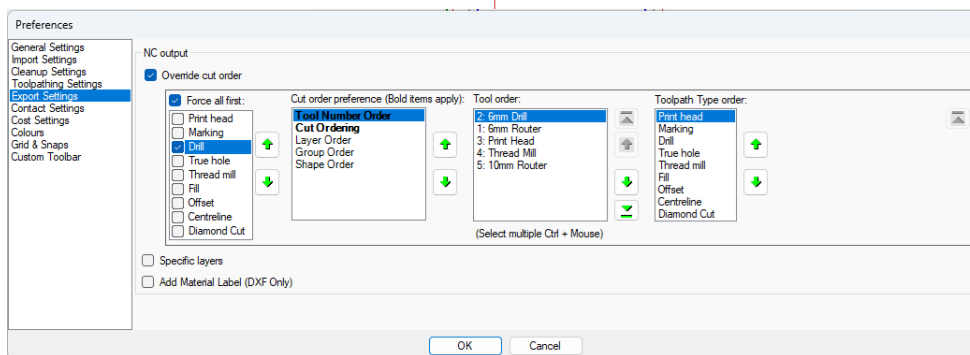 Preferences
General Settings
Import Settings
Cleanup Settings
Toolpathing Settings
Export Settings
Contact Settings
Cost Settings
Colours
Grid & Snaps
Custom Toolbar
NC output
Override cut order
Force all first:
Print head
Marking
Drill
True hole
Thread mill
Fill
Offset
Centreline
Diamond Cut
Cut order preference (Bold items apply):
Tool Number Order
Cut Ordering
Layer Order
Group Order
Shape Order
Tool order:
2: 6mm Drill
1: 6mm Router
3: Print Head
4: Thread Mill
5: 10mm Router
(Select multiple Ctrl + Mouse)
Toolpath Type order:
Print head
Marking
Drill
True hole
Thread mill
Fill
Offset
Centreline
Diamond Cut
Specific layers
Add Material Label (DXF Only)
OK
Cancel